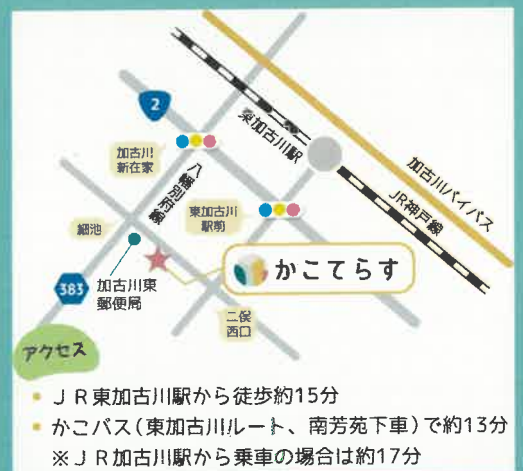 2
東加古川駅
加古川
新在家
八幡別府線
加古川バイパス
JR神戸線
東加古川
駅前
細池
かこてらす
383
加古川東
郵便局
二俣
西口
アクセス
JR東加古川駅から徒歩約15分
かこバス(東加古川ルート、南芳苑下車)で約13分
※JR加古川駅から乗車の場合は約17分